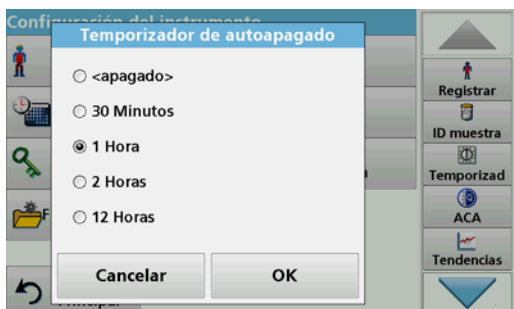 Configuración del instrumento
Temporizador de autoapagado
<apagado>
30 Minutos
1 Hora
2 Horas
12 Horas
Cancelar
OK
Principal
Registrar
ID muestra
Temporizad
ACA
Tendencias